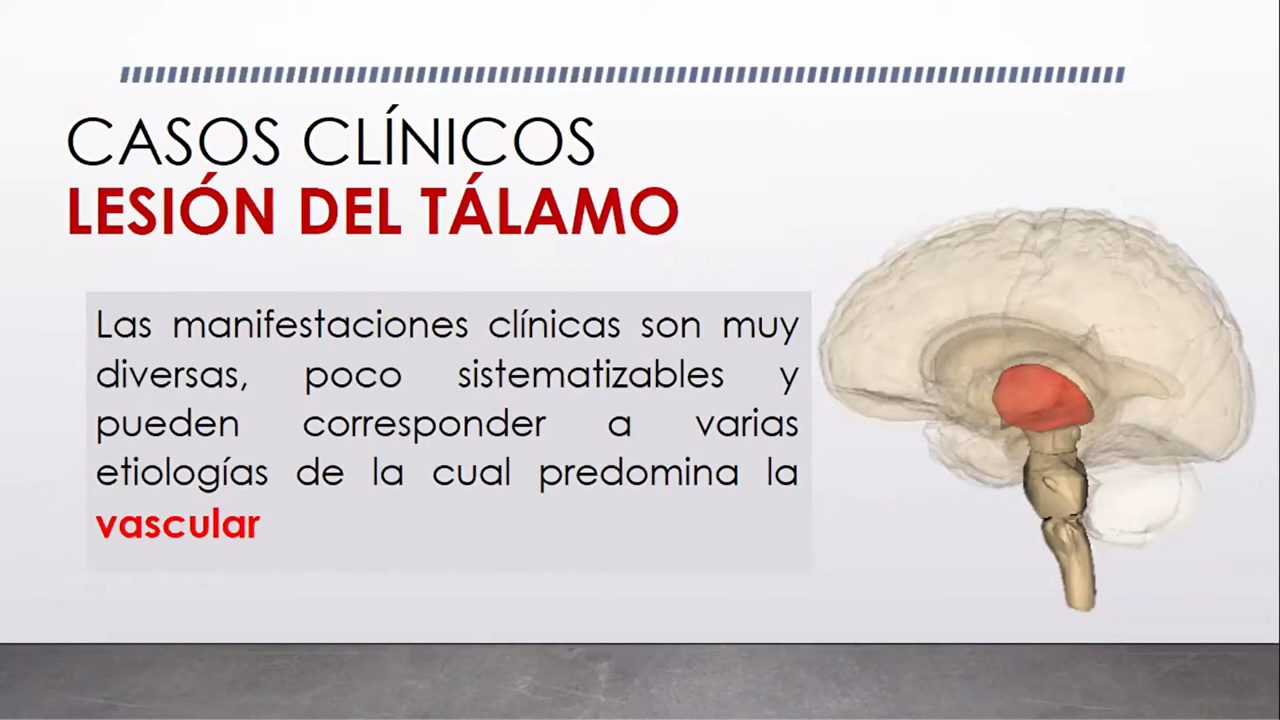 CASOS CLÍNICOS
LESIÓN DEL TÁLAMO
Las manifestaciones clínicas son muy
diversas, poco sistematizables y
pueden corresponder a varias
etiologías de la cual predomina la
vascular